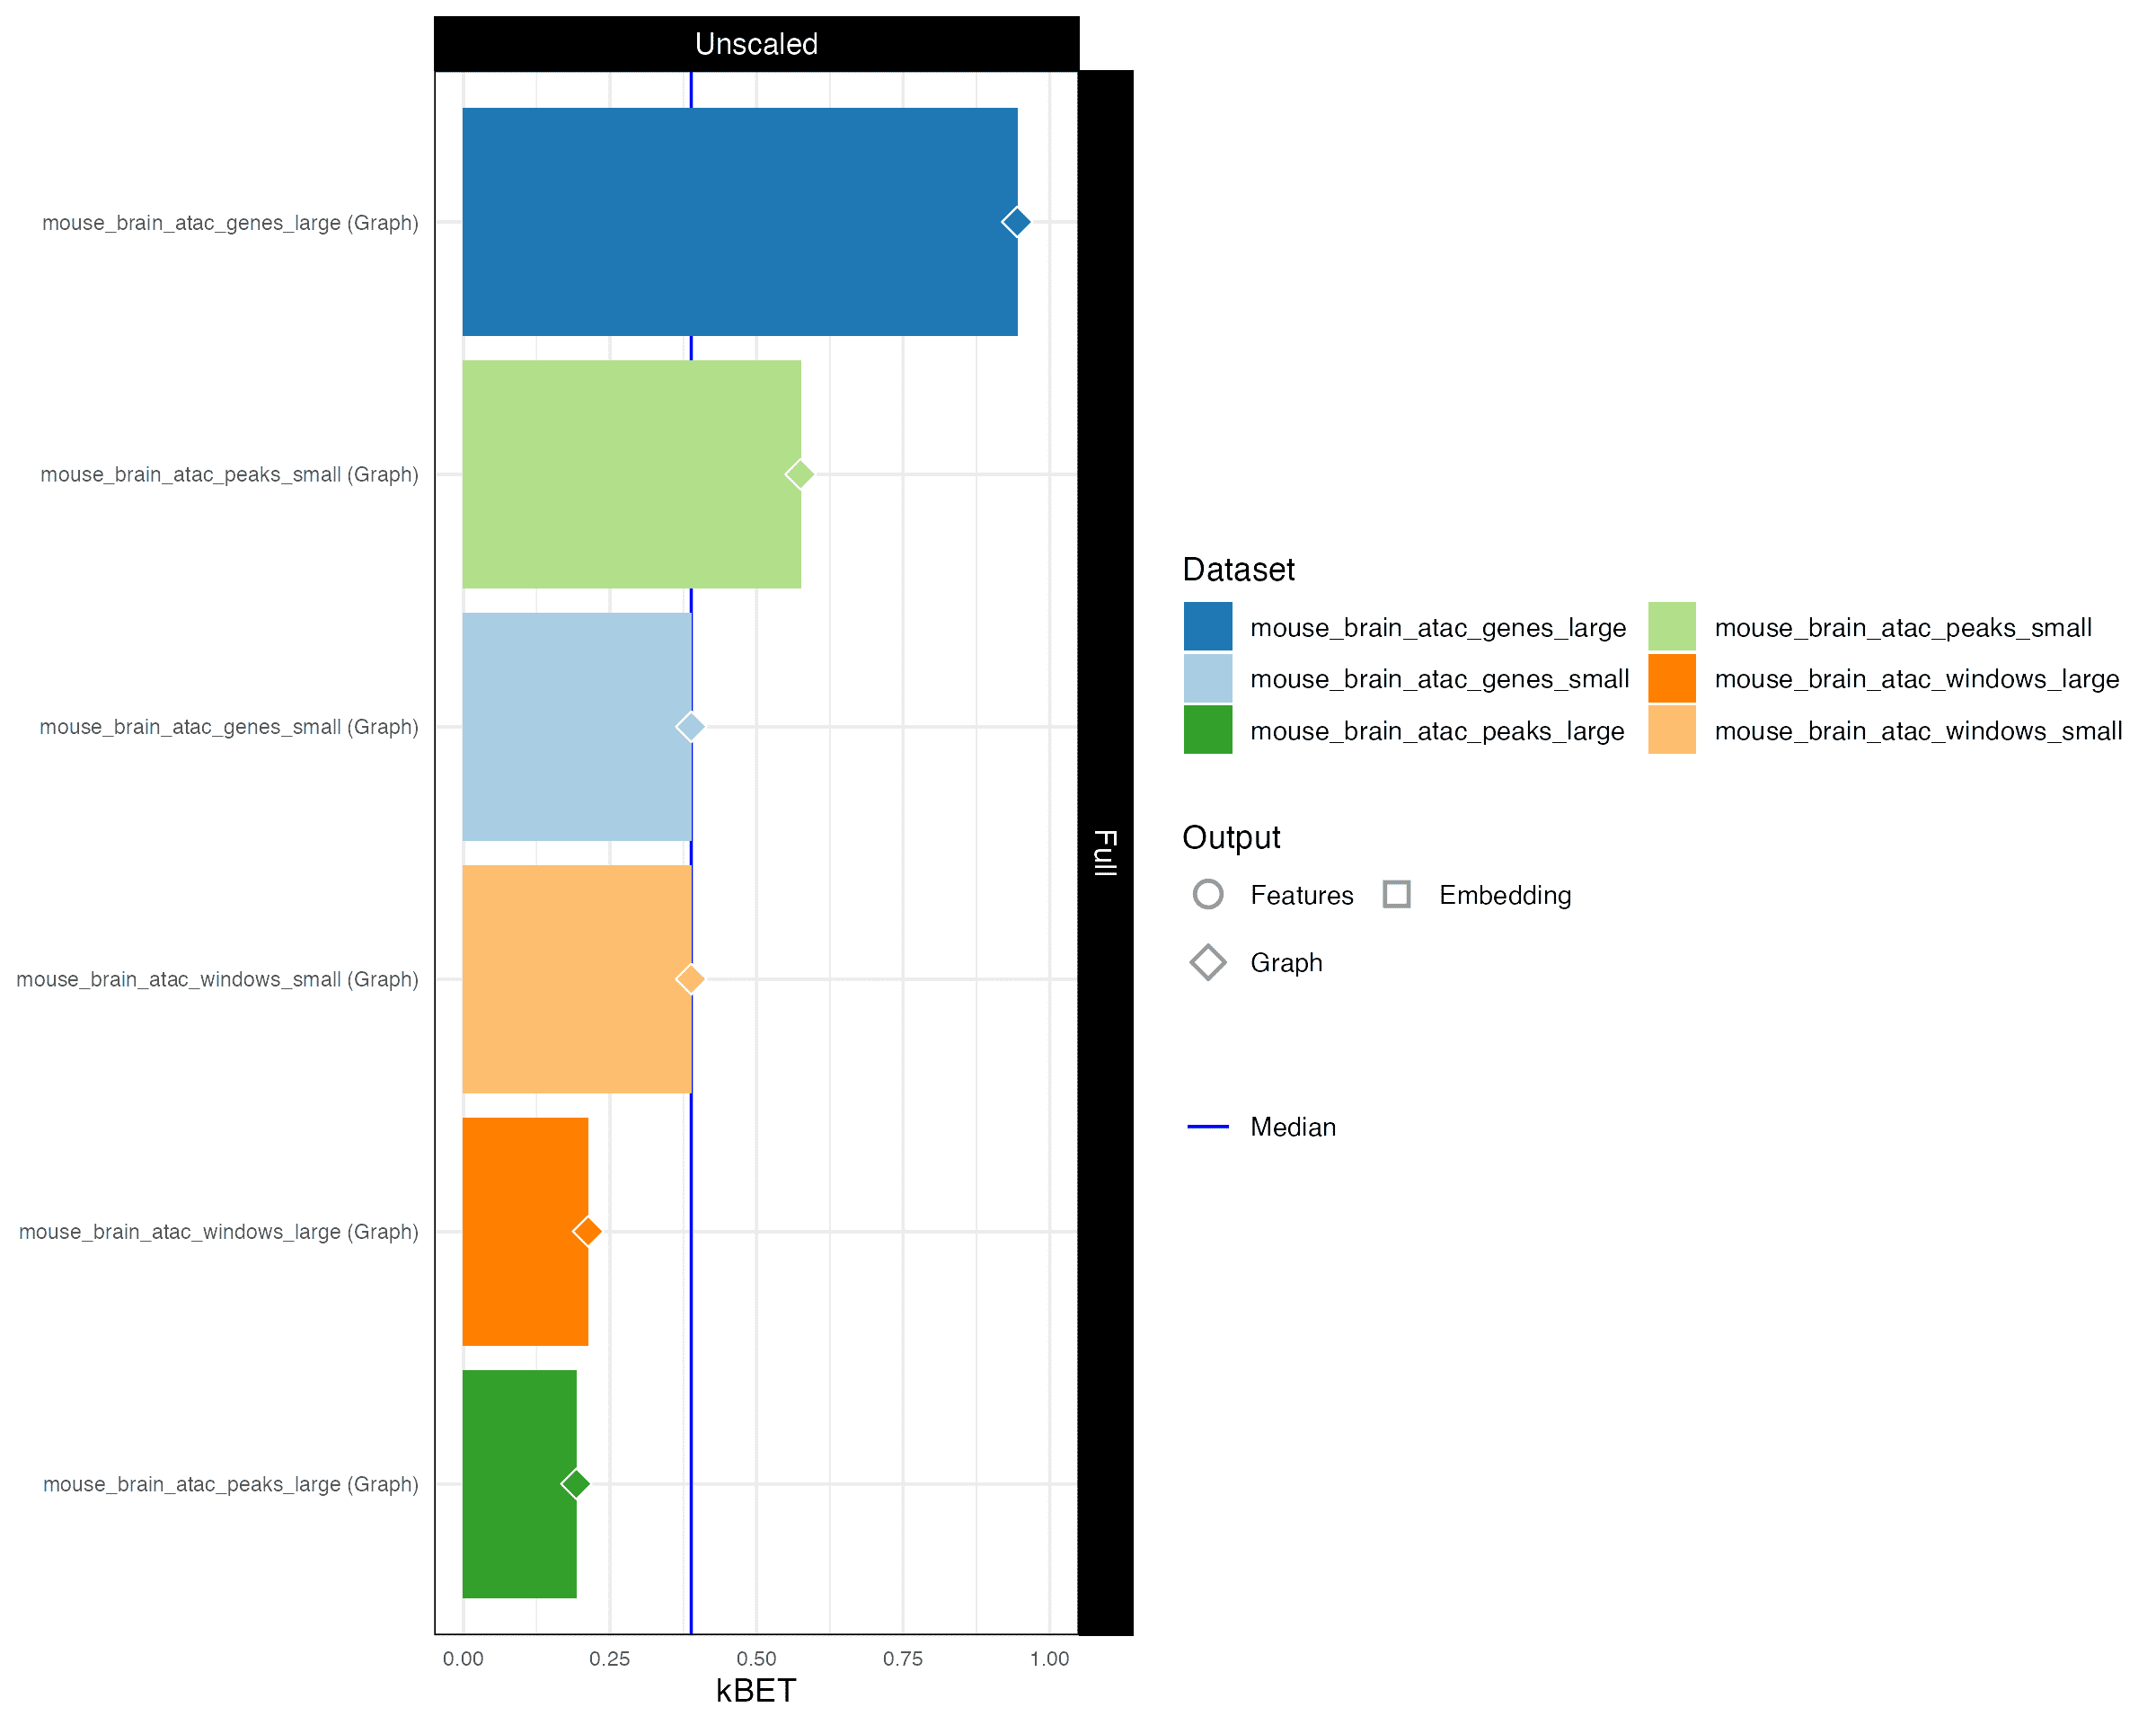 Unscaled
mouse_brain_atac_genes_large (Graph)
mouse_brain_atac_peaks_small (Graph)
mouse_brain_atac_genes_small (Graph)
mouse_brain_atac_windows_small (Graph)
mouse_brain_atac_windows_large (Graph)
mouse_brain_atac_peaks_large (Graph)
0.00 0.25 0.50 0.75 1.00
kBET
Full
Dataset
mouse_brain_atac_genes_large mouse_brain_atac_peaks_small
mouse_brain_atac_genes_small mouse_brain_atac_windows_large
mouse_brain_atac_peaks_large mouse_brain_atac_windows_small
Output
Features Embedding
Graph
Median